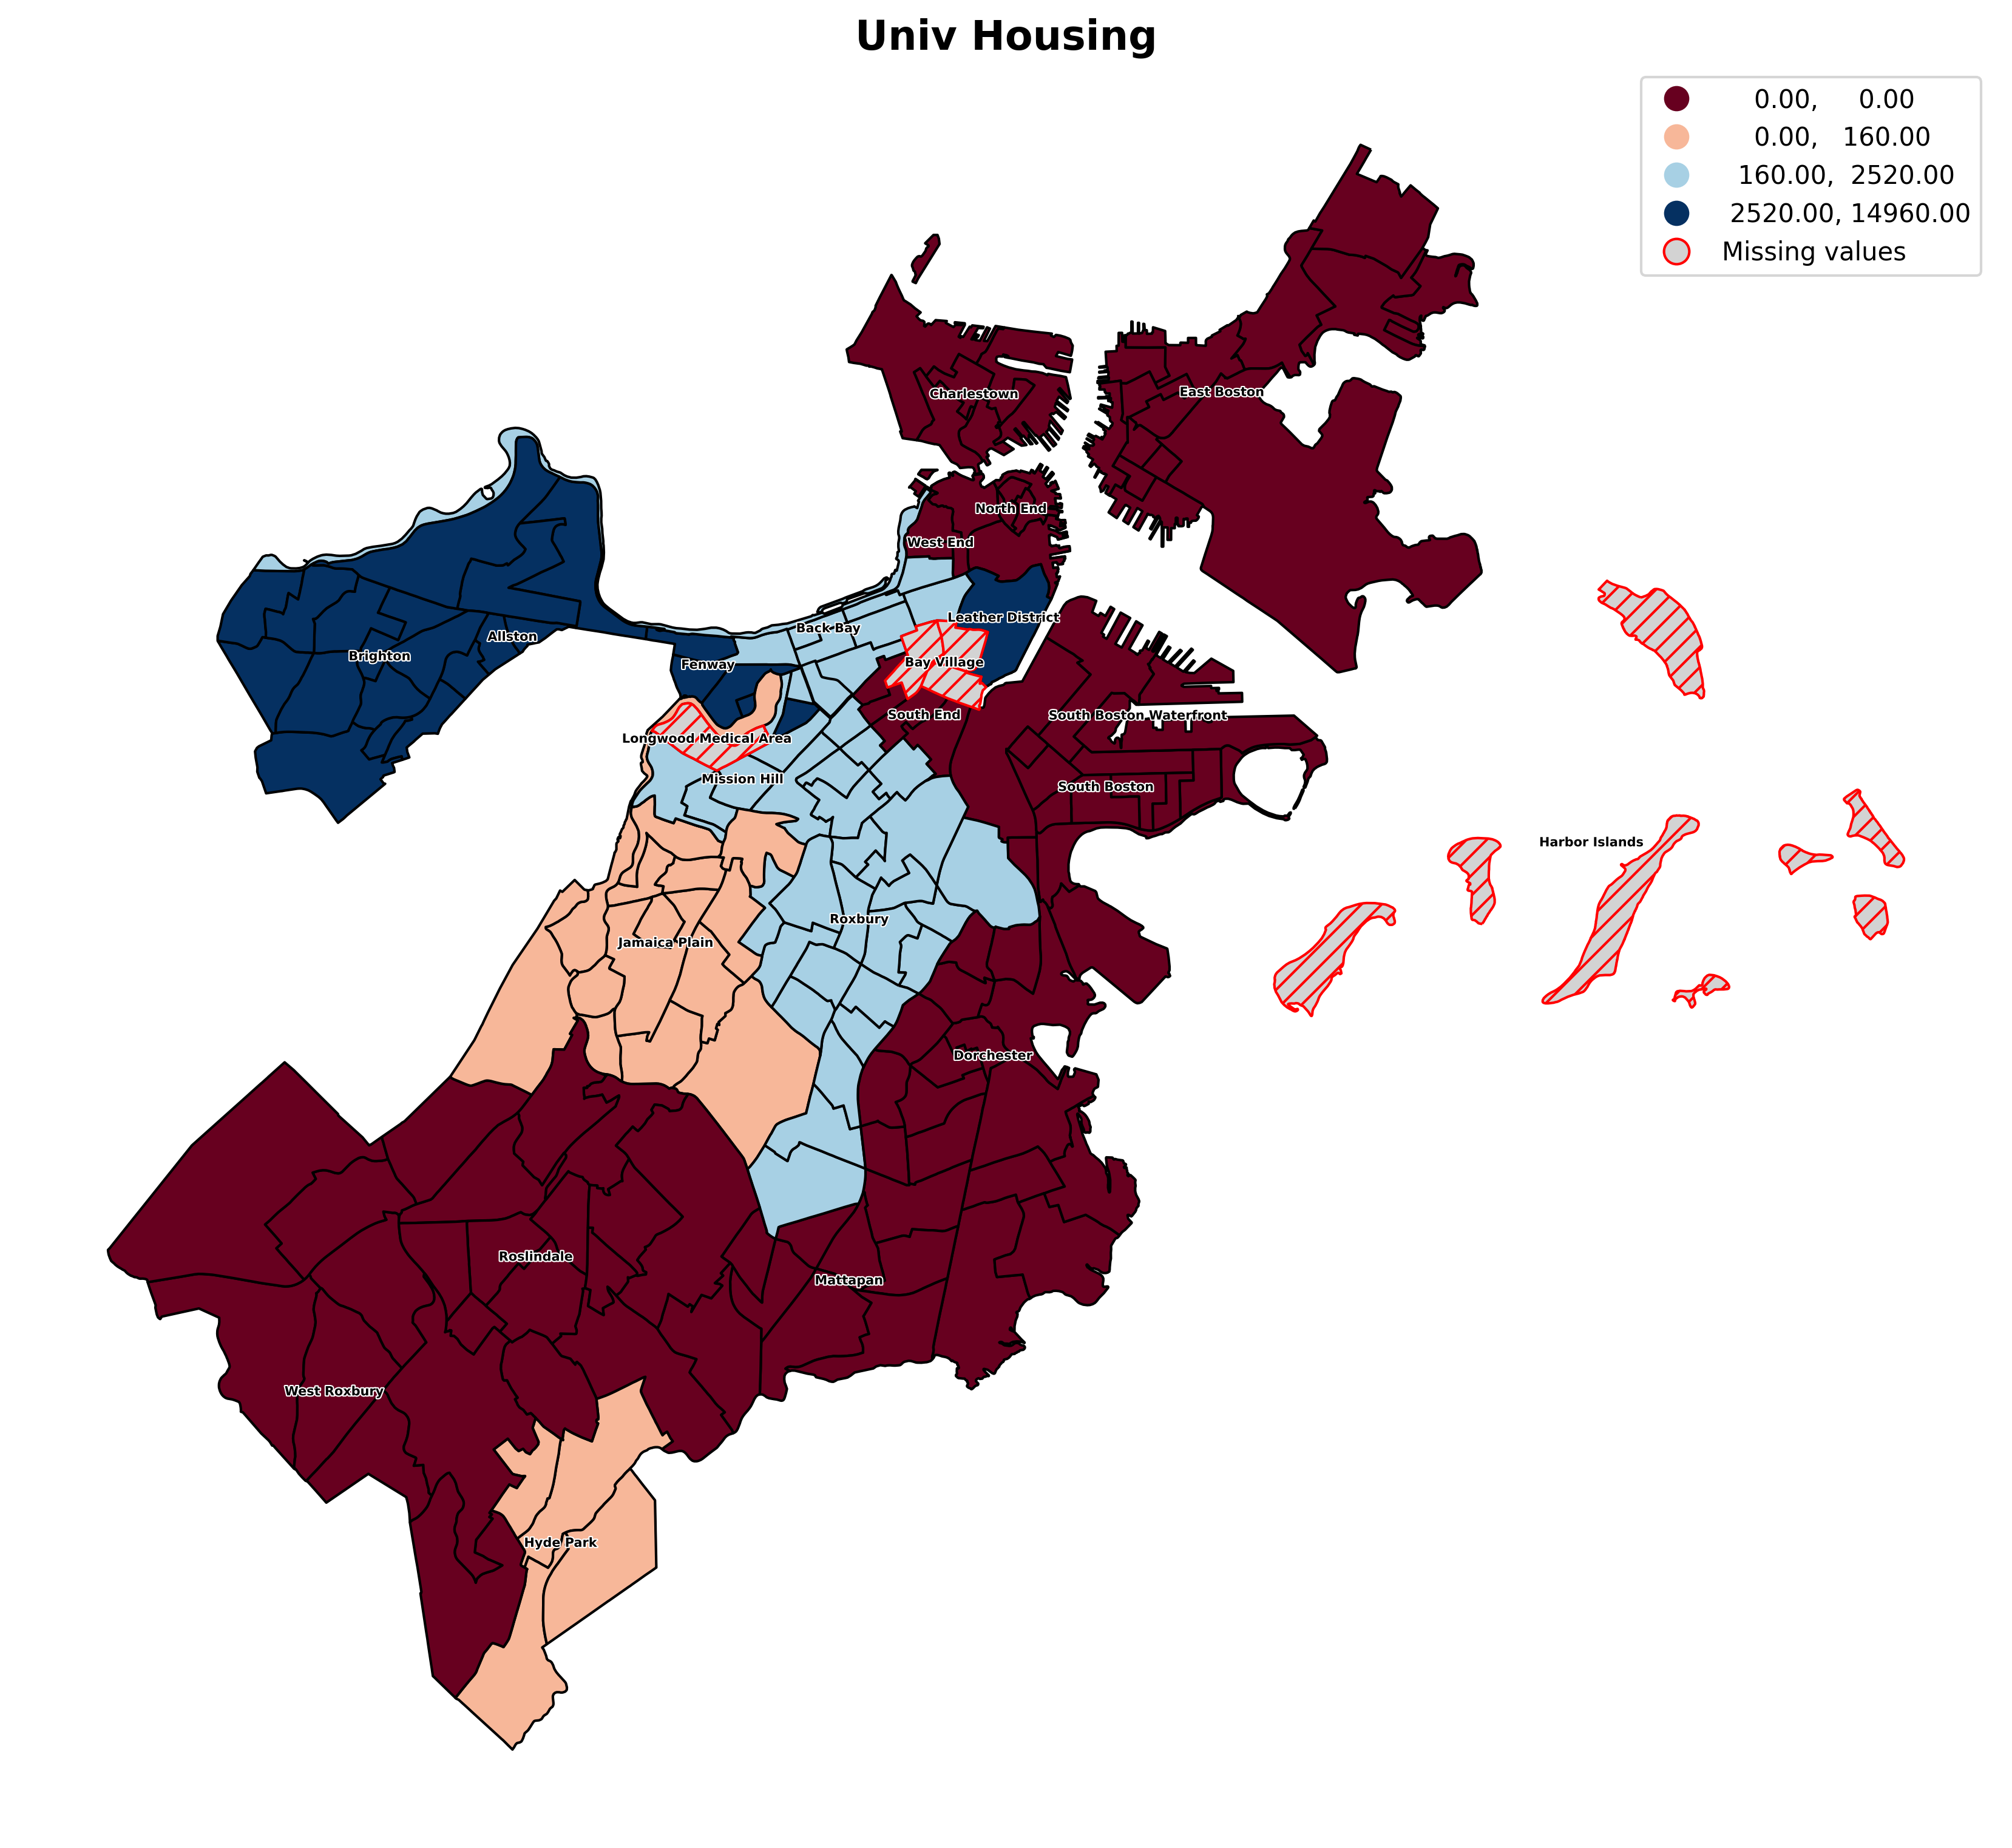 Univ Housing
0.00, 0.00
0.00, 160.00
160.00, 2520.00
2520.00, 14960.00
Missing values
Charlestown
East Boston
North End
West End
Leather District
Back Bay
Allston
Brighton
Fenway
Bay Village
South End
South Boston Waterfront
Longwood Medical Area
Mission Hill
South Boston
Harbor Islands
Roxbury
Jamaica Plain
Dorchester
Roslindale
Mattapan
West Roxbury
Hyde Park